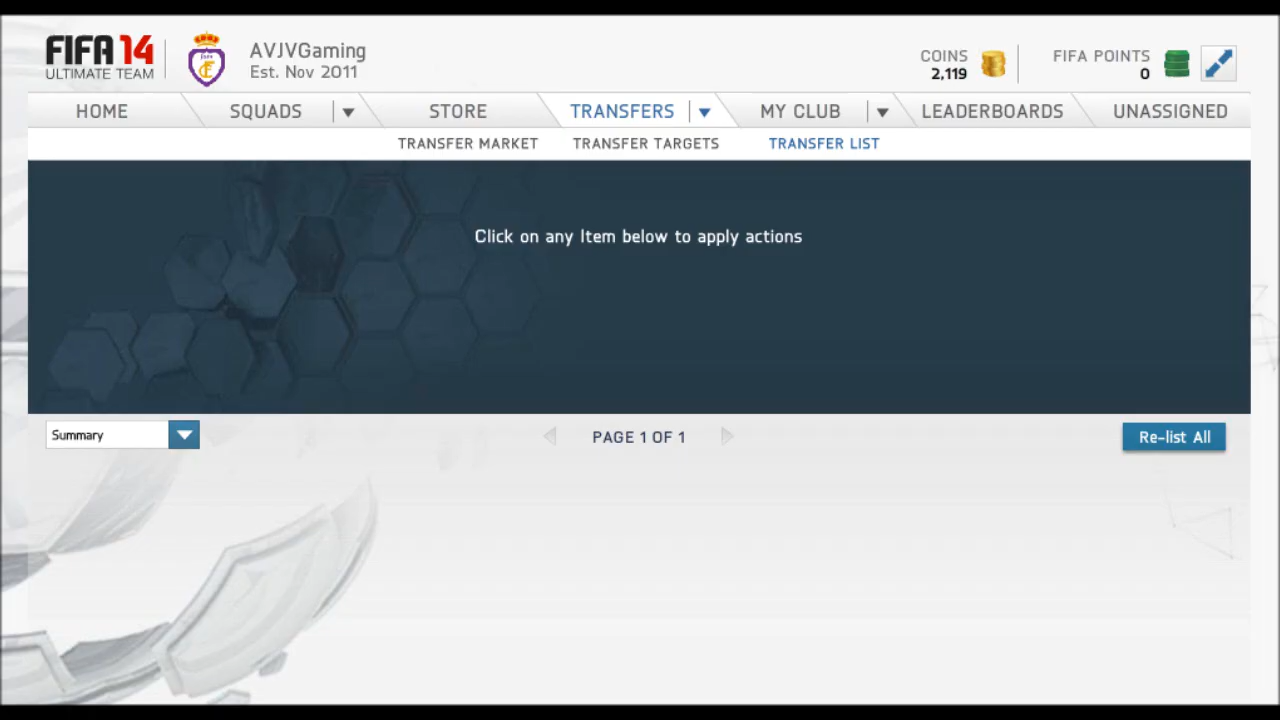 FIFA 14
ULTIMATE TEAM
AVJVGaming
Est. Nov 2011
COINS
2,119
FIFA POINTS
0
HOME
SQUADS
STORE
TRANSFERS
MY CLUB
LEADERBOARDS
UNASSIGNED
TRANSFER MARKET
TRANSFER TARGETS
TRANSFER LIST
Click on any Item below to apply actions
Summary
PAGE 1 OF 1
Re-list All